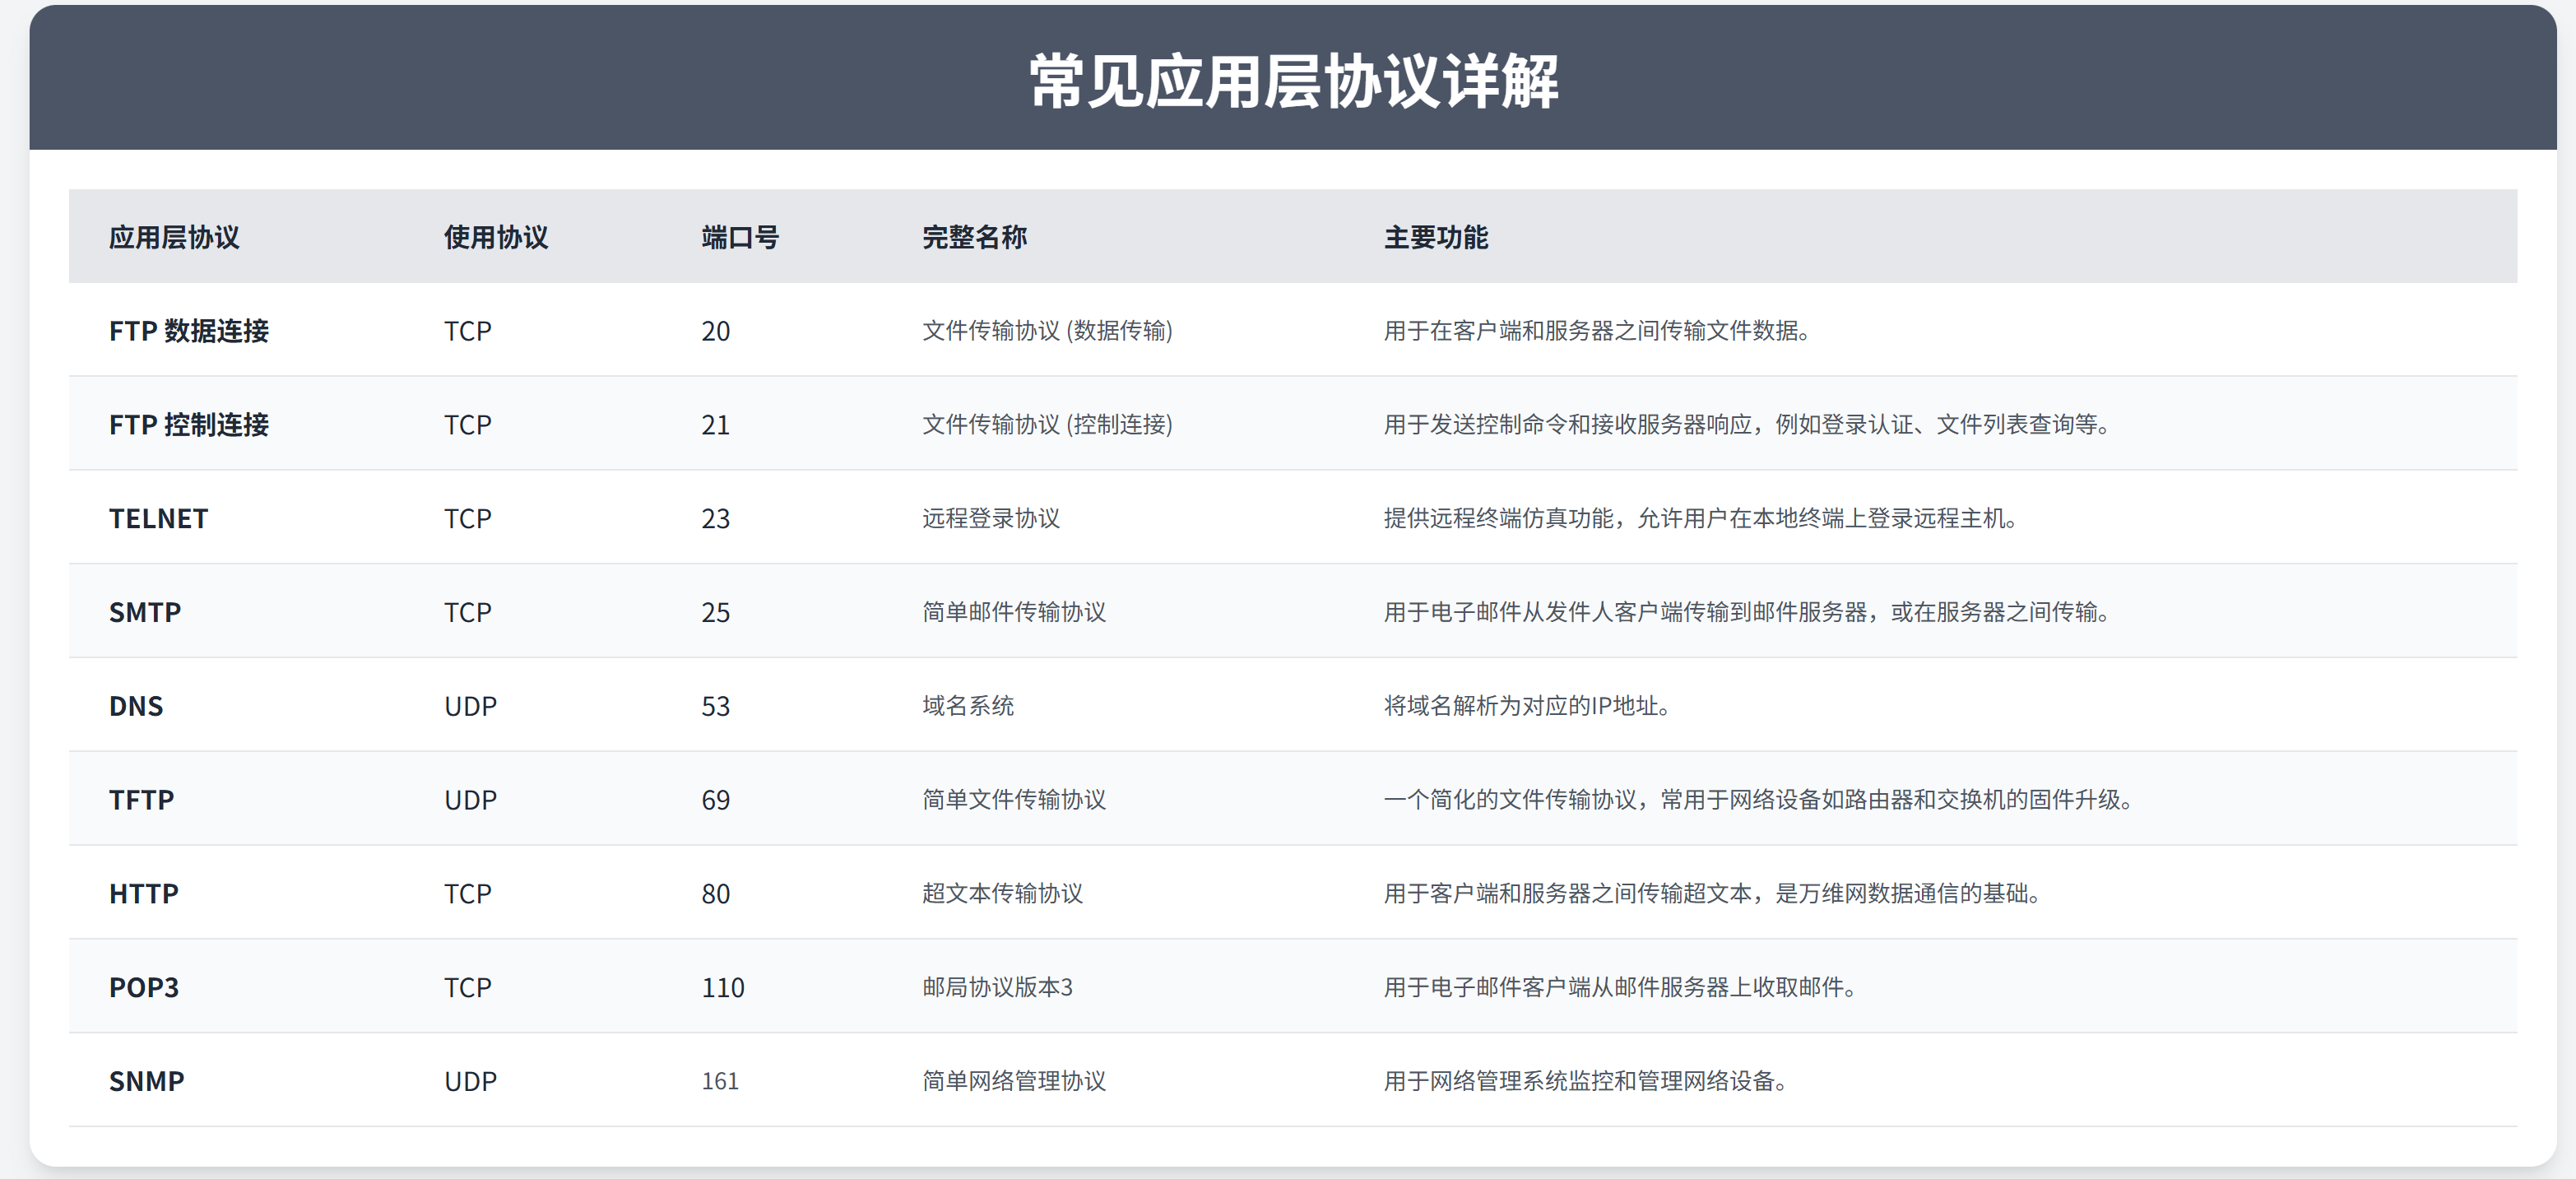 常见应用层协议详解
应用层协议 使用协议 端口号 完整名称 主要功能
FTP 数据连接 TCP 20 文件传输协议 (数据传输) 用于在客户端和服务器之间传输文件数据。
FTP 控制连接 TCP 21 文件传输协议 (控制连接) 用于发送控制命令和接收服务器响应，例如登录认证、文件列表查询等。
TELNET TCP 23 远程登录协议 提供远程终端仿真功能，允许用户在本地终端上登录远程主机。
SMTP TCP 25 简单邮件传输协议 用于电子邮件从发件人客户端传输到邮件服务器，或在服务器之间传输。
DNS UDP 53 域名系统 将域名解析为对应的IP地址。
TFTP UDP 69 简单文件传输协议 一个简化的文件传输协议，常用于网络设备如路由器和交换机的固件升级。
HTTP TCP 80 超文本传输协议 用于客户端和服务器之间传输超文本，是万维网数据通信的基础。
POP3 TCP 110 邮局协议版本3 用于电子邮件客户端从邮件服务器上收取邮件。
SNMP UDP 161 简单网络管理协议 用于网络管理系统监控和管理网络设备。